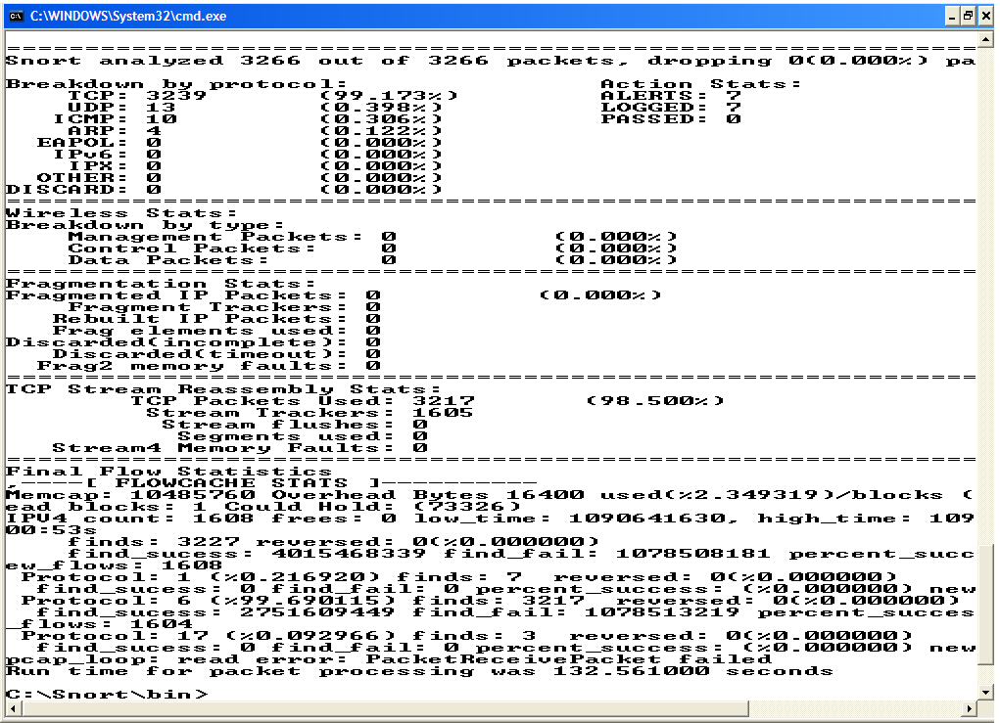 C:\WINDOWS\System32\cmd.exe
===============================================================
Snort analyzed 3266 out of 3266 packets, dropping 0(0.000%) pa
Breakdown by protocol:                Action Stats:
    TCP: 3239          (99.173%)         ALERTS: 7
    UDP: 13          (0.398%)         LOGGED: 7
   ICMP: 10          (0.306%)         PASSED: 0
    ARP: 4          (0.122%)
  EAPOL: 0          (0.000%)
   IPv6: 0          (0.000%)
    IPX: 0          (0.000%)
  OTHER: 0          (0.000%)
DISCARD: 0          (0.000%)
===============================================================
Wireless Stats:
Breakdown by type:
    Management Packets: 0          (0.000%)
    Control Packets:    0          (0.000%)
    Data Packets:       0          (0.000%)
===============================================================
Fragmentation Stats:
Fragmented IP Packets: 0          (0.000%)
    Fragment Trackers: 0
   Rebuilt IP Packets: 0
   Frag elements used: 0
Discarded(incomplete): 0
   Discarded(timeout): 0
  Frag2 memory faults: 0
===============================================================
TCP Stream Reassembly Stats:
        TCP Packets Used: 3217       (98.500%)
         Stream Trackers: 1605
          Stream flushes: 0
           Segments used: 0
   Stream4 Memory Faults: 0
===============================================================
Final Flow Statistics
,----[ FLOWCACHE STATS ]----------
Memcap: 10485760 Overhead Bytes 16400 used(%2.349319)/blocks (
ead blocks: 1 Could Hold: (73326)
IPV4 count: 1608 frees: 0 low_time: 1090641630, high_time: 109
00:53s
    finds: 3227 reversed: 0(%0.000000)
    find_sucess: 4015468339 find_fail: 1078508181 percent_succ
ew_flows: 1608
 Protocol: 1 (%0.216920) finds: 7  reversed: 0(%0.000000)
  find_sucess: 0 find_fail: 0 percent_success: (%0.000000) new
 Protocol: 6 (%99.690115) finds: 3217  reversed: 0(%0.000000)
  find_sucess: 2751609449 find_fail: 1078513219 percent_succes
_flows: 1604
 Protocol: 17 (%0.092966) finds: 3  reversed: 0(%0.000000)
  find_sucess: 0 find_fail: 0 percent_success: (%0.000000) new
pcap_loop: read error: PacketReceivePacket failed
Run time for packet processing was 132.561000 seconds
C:\Snort\bin>